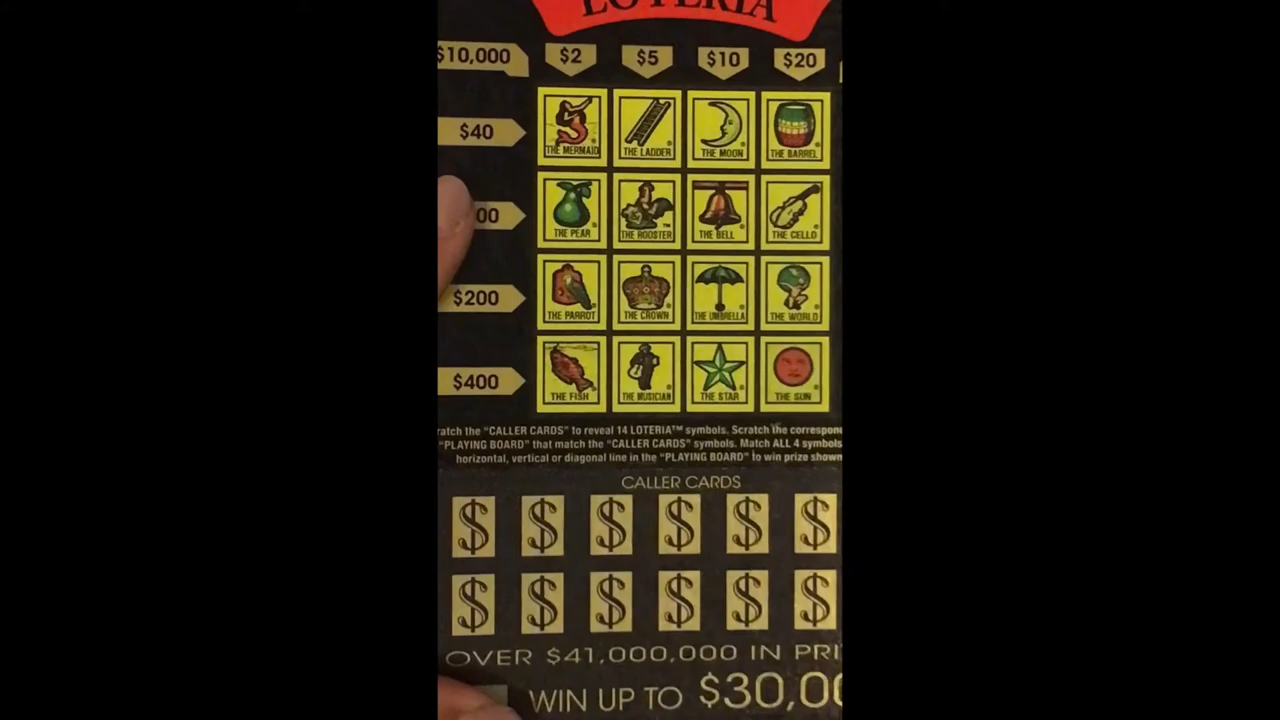 LOTERIA
$10,000 $2 $5 $10 $20
$40
THE MERMAID THE LADDER THE MOON THE BARREL
00
THE PEAR THE ROOSTER™ THE BELL THE CELLO
$200
THE PARROT THE CROWN THE UMBRELLA THE WORLD
$400
THE FISH THE MUSICIAN THE STAR THE SUN
ratch the "CALLER CARDS" to reveal 14 LOTERIA™ symbols. Scratch the correspon
"PLAYING BOARD" that match the "CALLER CARDS" symbols. Match ALL 4 symbols
horizontal, vertical or diagonal line in the "PLAYING BOARD" to win prize shown
CALLER CARDS
$ $ $ $ $ $
$ $ $ $ $ $
OVER $41,000,000 IN PRI
WIN UP TO $30,00